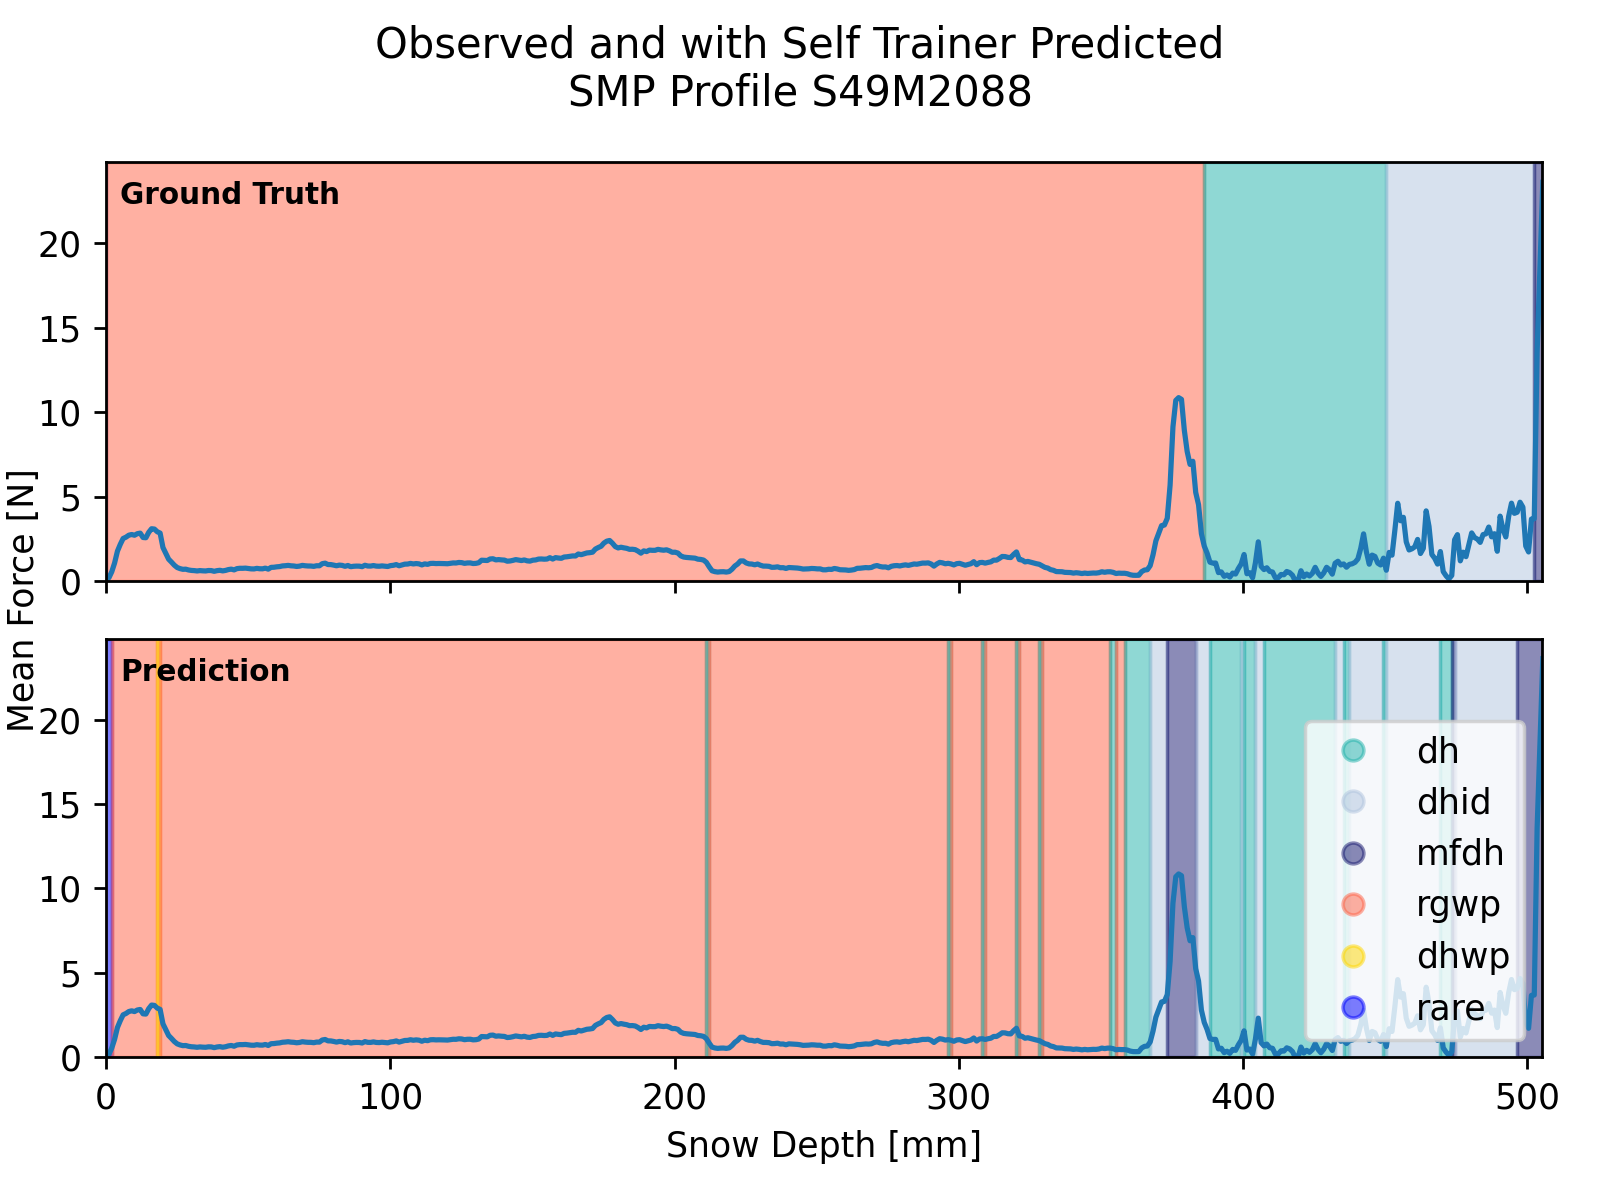 Observed and with Self Trainer Predicted
SMP Profile S49M2088
Ground Truth
20
15
10
5
0
Mean Force [N]
Prediction
20
15
10
5
0
dh
dhid
mfdh
rgwp
dhwp
rare
0 100 200 300 400 500
Snow Depth [mm]